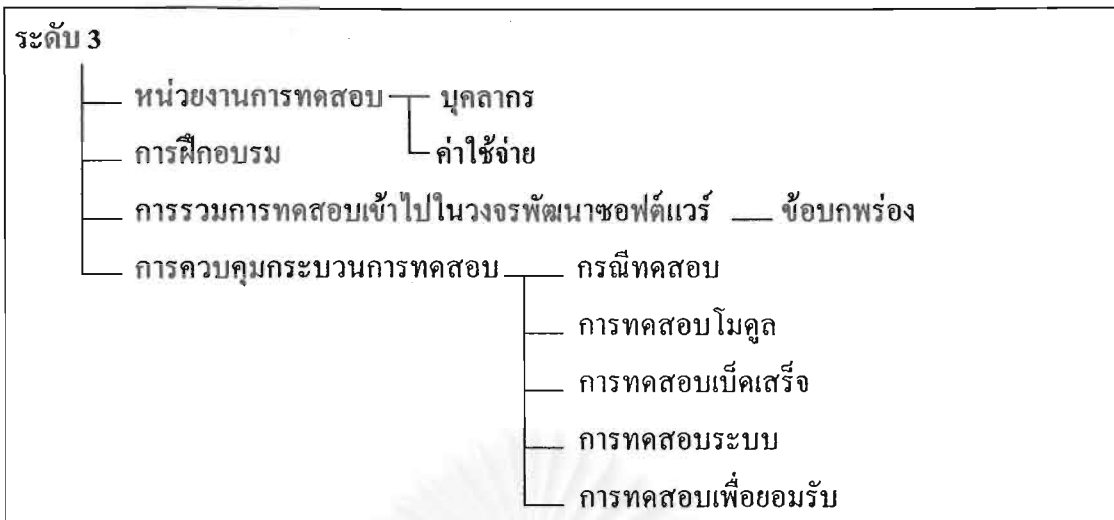 ระดับ 3
หน่วยงานการทดสอบ บุคลากร
การฝึกอบรม ค่าใช้จ่าย
การรวมการทดสอบเข้าไปในวงจรพัฒนาซอฟต์แวร์ ข้อบกพร่อง
การควบคุมกระบวนการทดสอบ กรณีทดสอบ
การทดสอบโมดูล
การทดสอบเบ็ดเสร็จ
การทดสอบระบบ
การทดสอบเพื่อยอมรับ